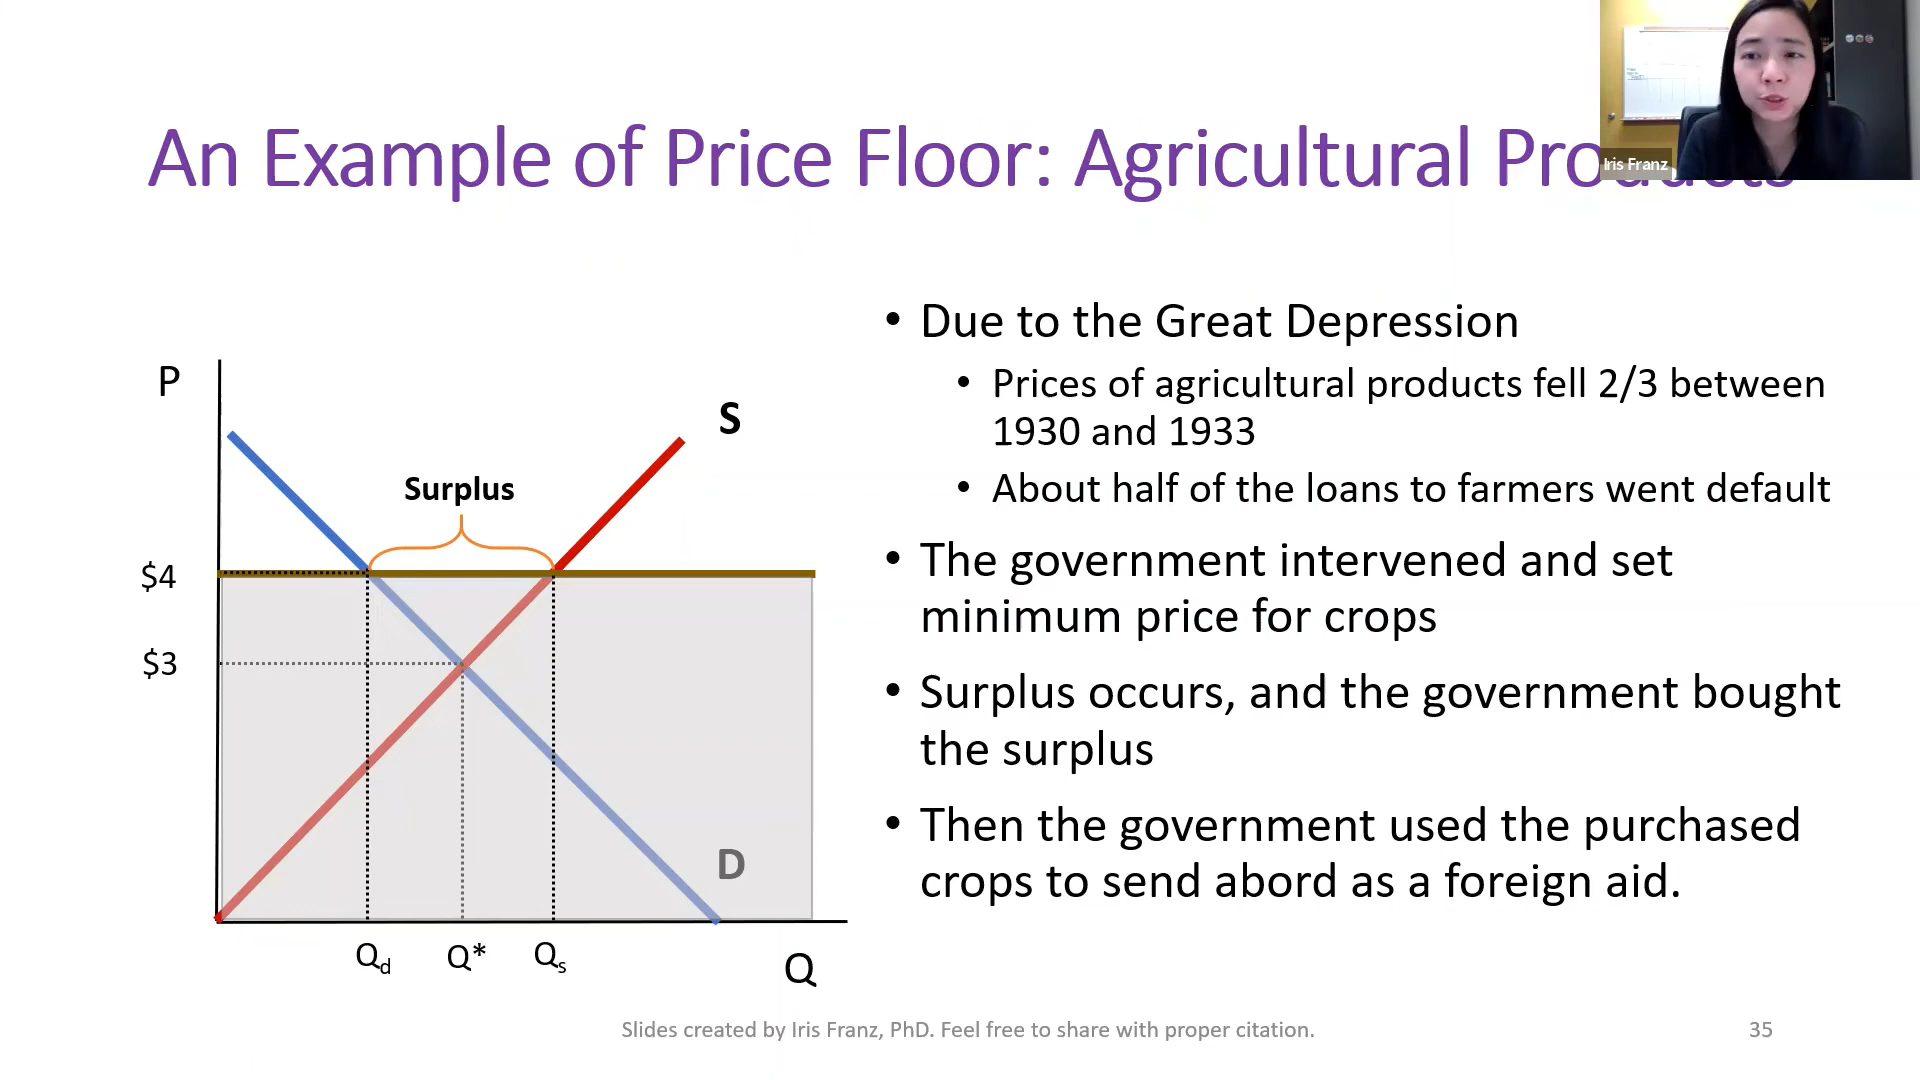 An Example of Price Floor: Agricultural Products
Iris Franz
• Due to the Great Depression
• Prices of agricultural products fell 2/3 between
1930 and 1933
• About half of the loans to farmers went default
• The government intervened and set
minimum price for crops
• Surplus occurs, and the government bought
the surplus
• Then the government used the purchased
crops to send abord as a foreign aid.
P
S
Surplus
$4
$3
D
Qd Q* Qs
Q
Slides created by Iris Franz, PhD. Feel free to share with proper citation.
35